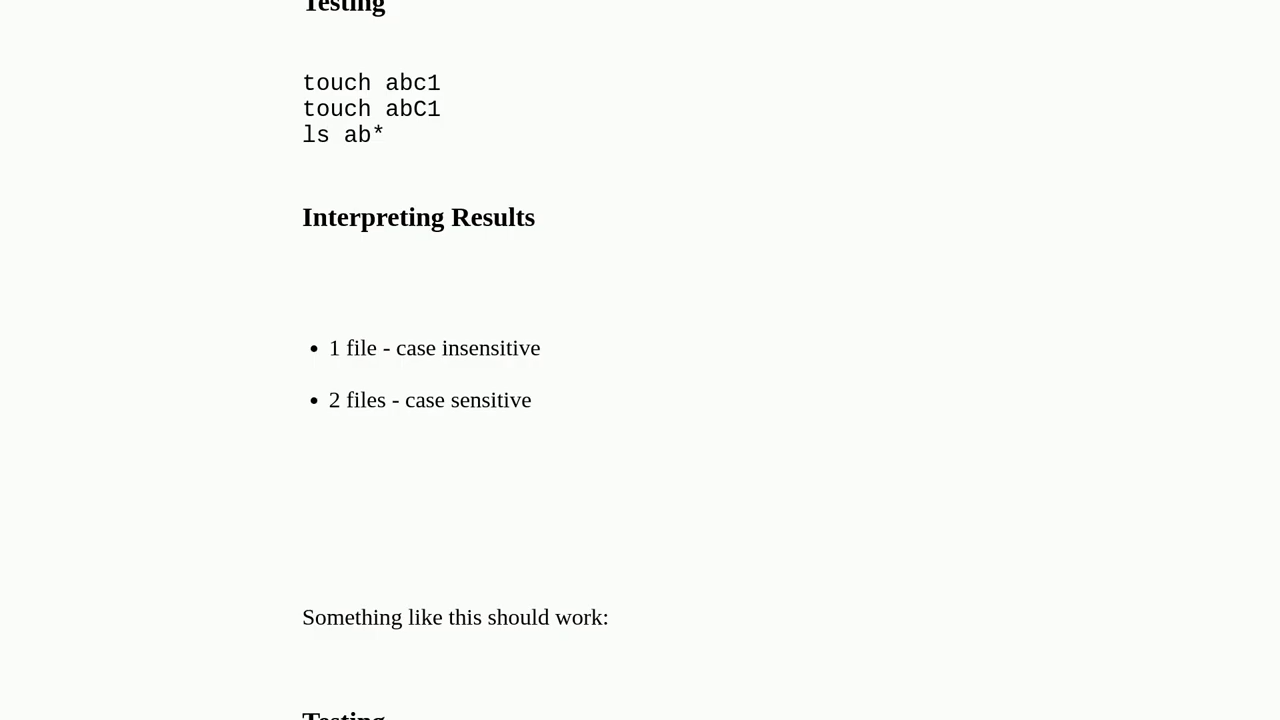 Testing
touch abc1
touch abC1
ls ab*
Interpreting Results
• 1 file - case insensitive
• 2 files - case sensitive
Something like this should work:
Testing